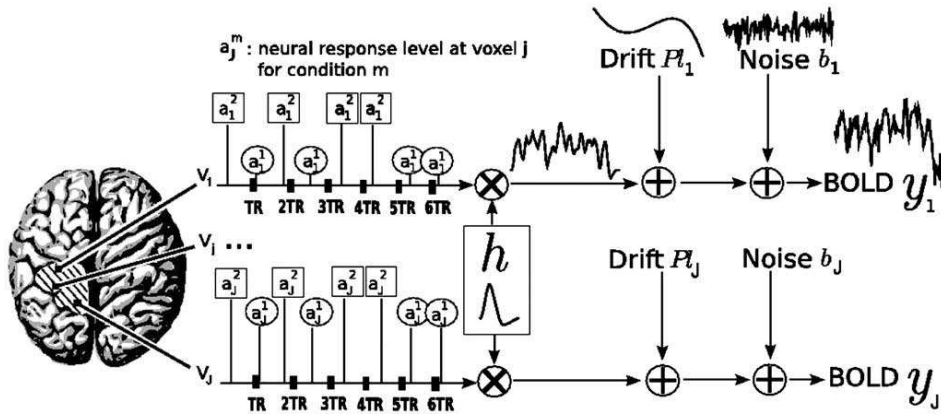 a_J^m : neural response level at voxel j
for condition m
Drift Pl_1
Noise b_1
a_1^2 a_1^2 a_1^2 a_1^2
a_1^1 a_1^1 a_1^1 a_1^1
V_1
TR 2TR 3TR 4TR 5TR 6TR
BOLD y_1
V_j ...
h
Drift Pl_J
Noise b_J
a_J^2 a_J^2 a_J^2 a_J^2
a_J^1 a_J^1 a_J^1 a_J^1
V_J
TR 2TR 3TR 4TR 5TR 6TR
BOLD y_J